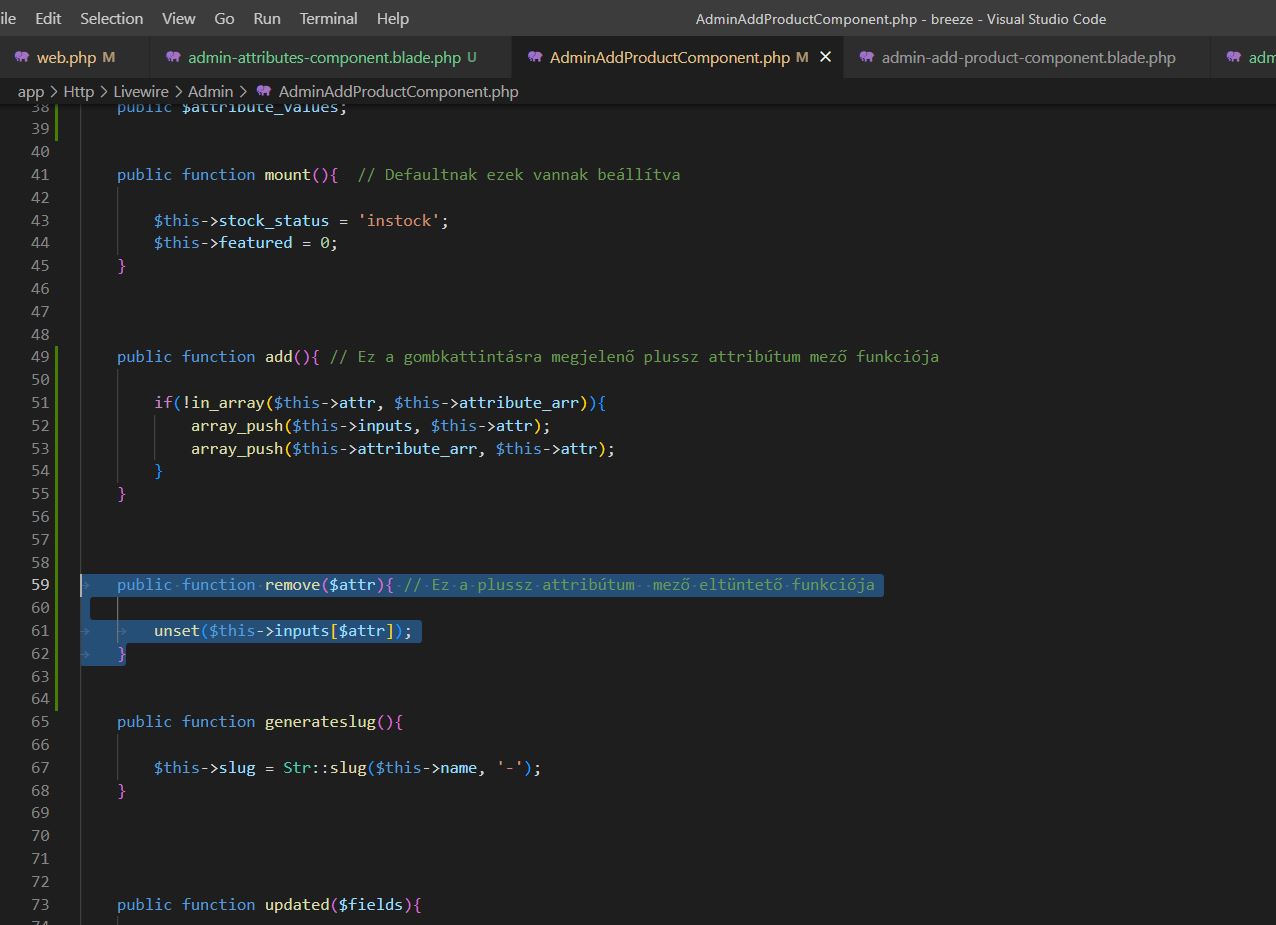 ile Edit Selection View Go Run Terminal Help AdminAddProductComponent.php - breeze - Visual Studio Code
web.php M admin-attributes-component.blade.php U AdminAddProductComponent.php M admin-add-product-component.blade.php adm
app > Http > Livewire > Admin > AdminAddProductComponent.php
38 public $attribute_values;
39
40
41 public function mount(){ // Defaultnak ezek vannak beállítva
42
43 $this->stock_status = 'instock';
44 $this->featured = 0;
45 }
46
47
48
49 public function add(){ // Ez a gombkattintásra megjelenő plussz attribútum mező funkciója
50
51 if(!in_array($this->attr, $this->attribute_arr)){
52 array_push($this->inputs, $this->attr);
53 array_push($this->attribute_arr, $this->attr);
54 }
55 }
56
57
58
59 public function remove($attr){ // Ez a plussz attribútum  mező eltüntető funkciója
60
61 unset($this->inputs[$attr]);
62 }
63
64
65 public function generateslug(){
66
67 $this->slug = Str::slug($this->name, '-');
68 }
69
70
71
72
73 public function updated($fields){
74